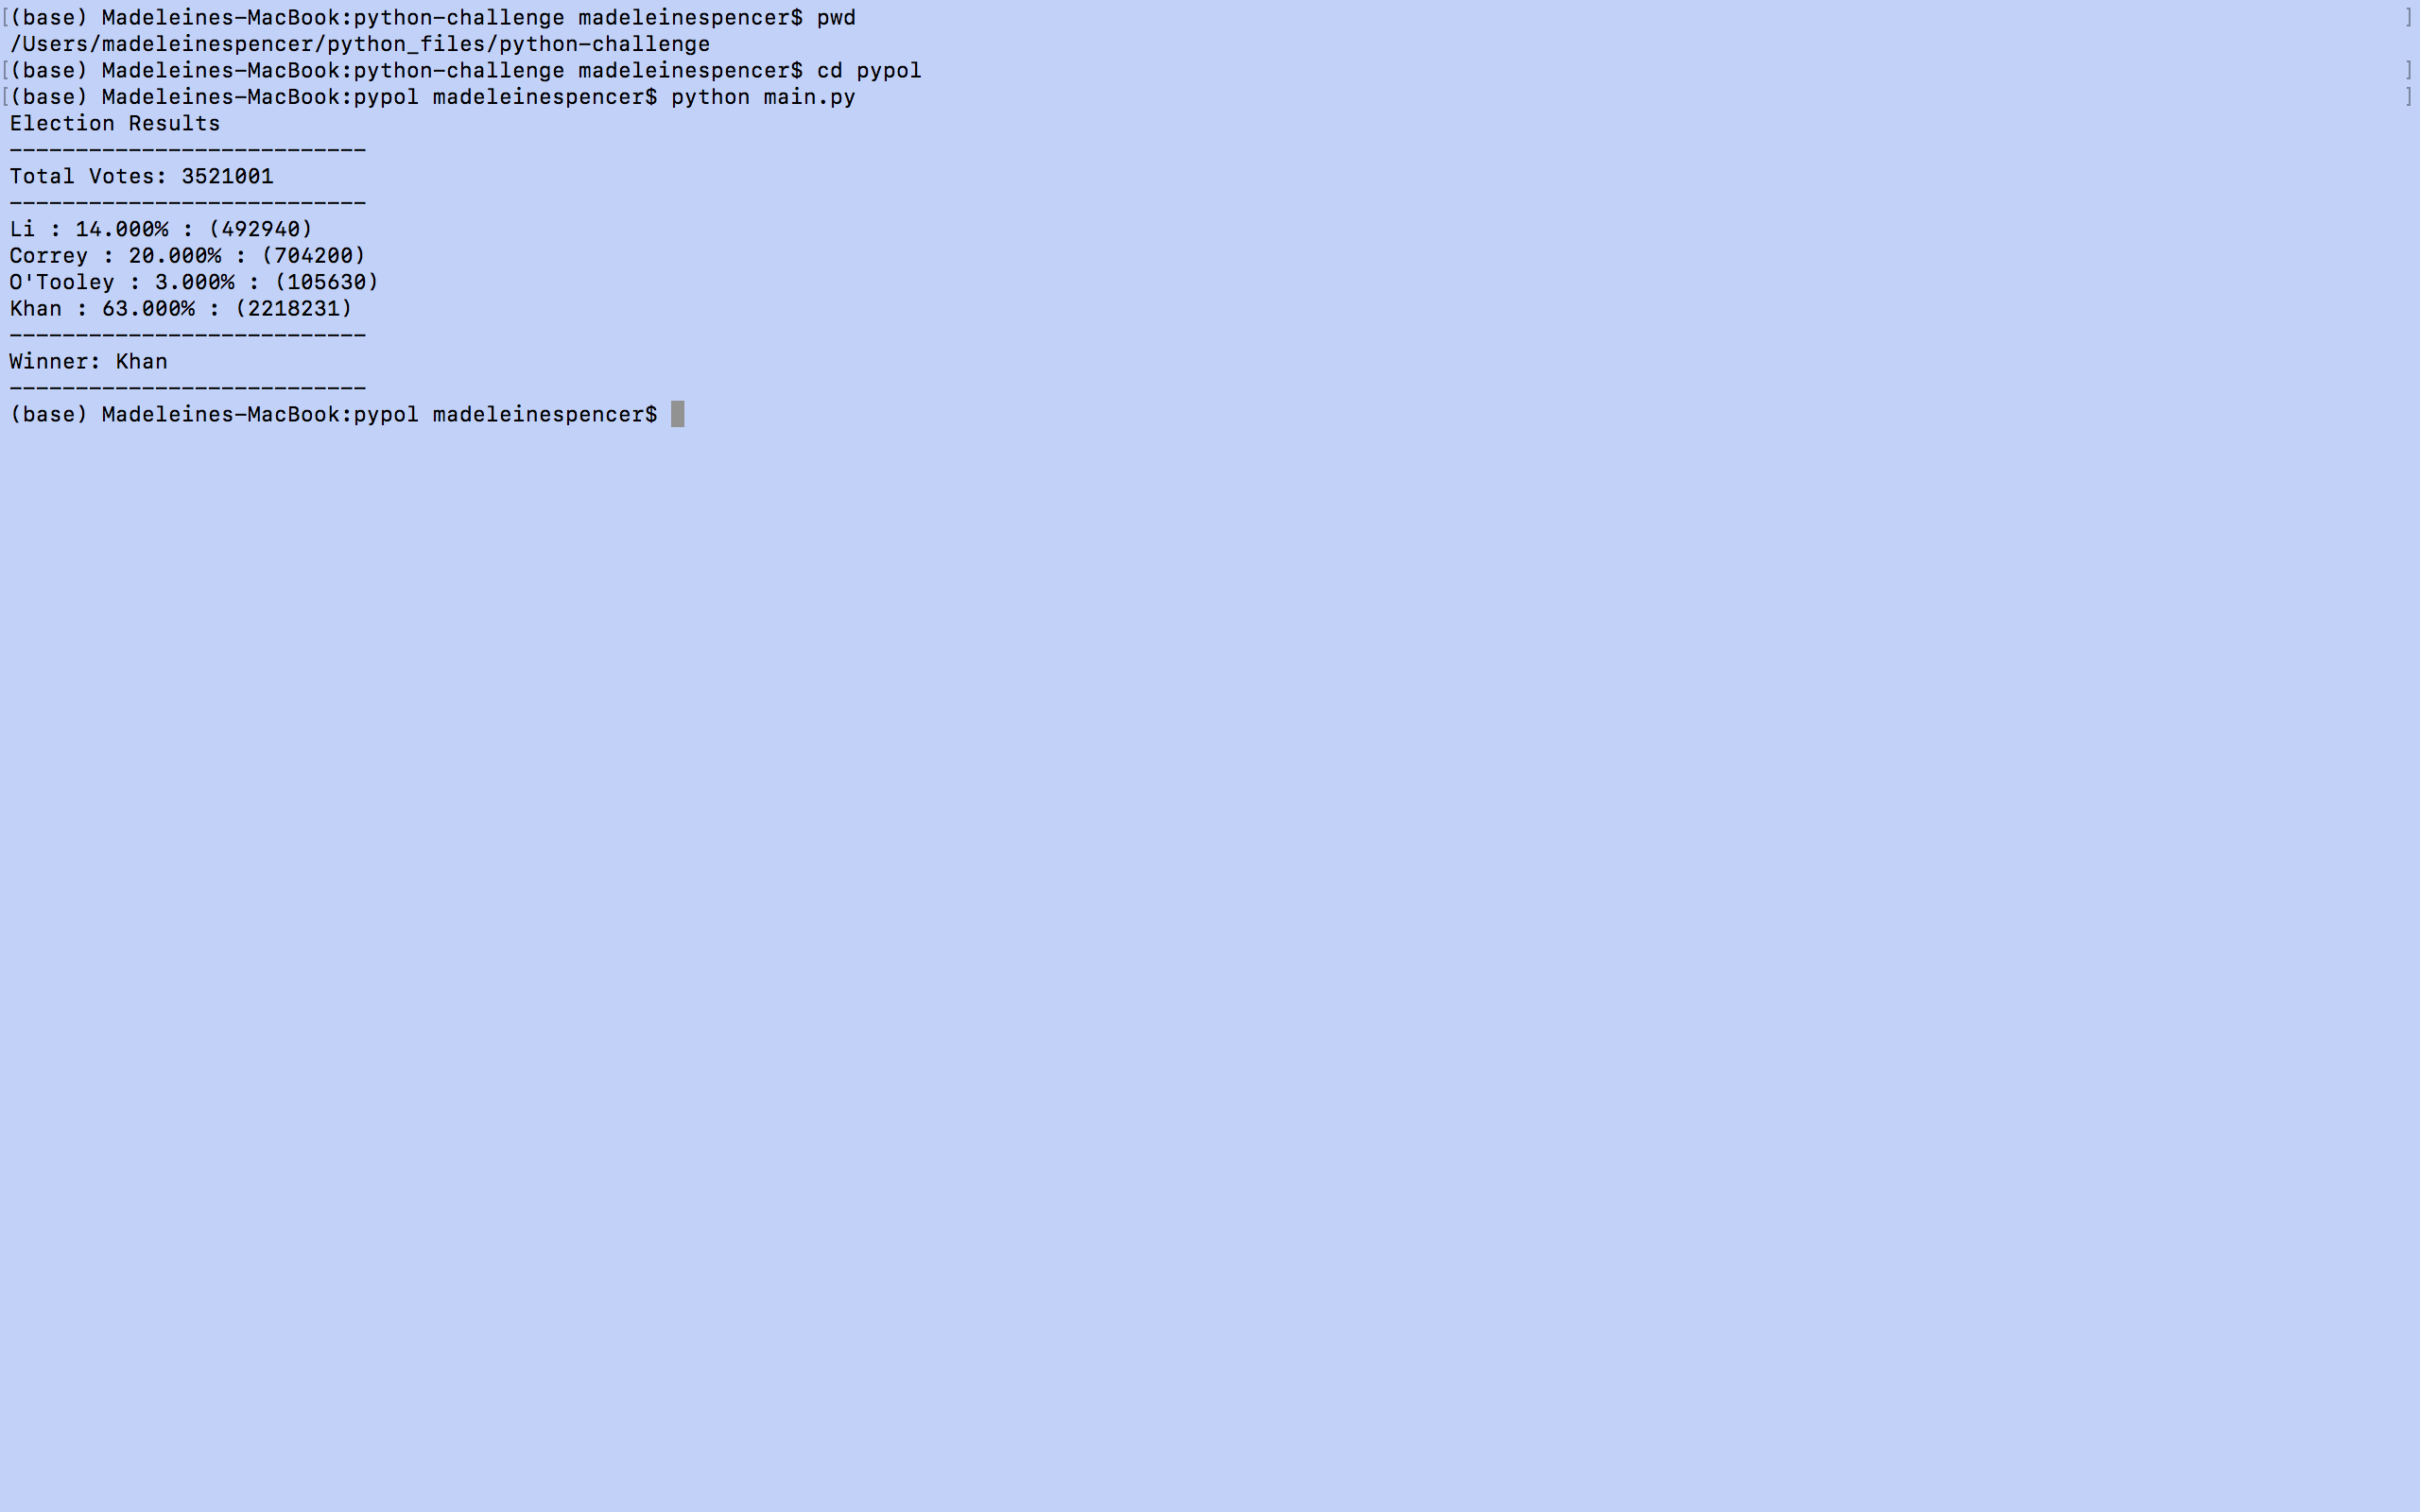 [(base) Madeleines-MacBook:python-challenge madeleinespencer$ pwd ]
/Users/madeleinespencer/python_files/python-challenge
[(base) Madeleines-MacBook:python-challenge madeleinespencer$ cd pypol ]
[(base) Madeleines-MacBook:pypol madeleinespencer$ python main.py ]
Election Results
---------------------------
Total Votes: 3521001
---------------------------
Li : 14.000% : (492940)
Correy : 20.000% : (704200)
O'Tooley : 3.000% : (105630)
Khan : 63.000% : (2218231)
---------------------------
Winner: Khan
---------------------------
(base) Madeleines-MacBook:pypol madeleinespencer$